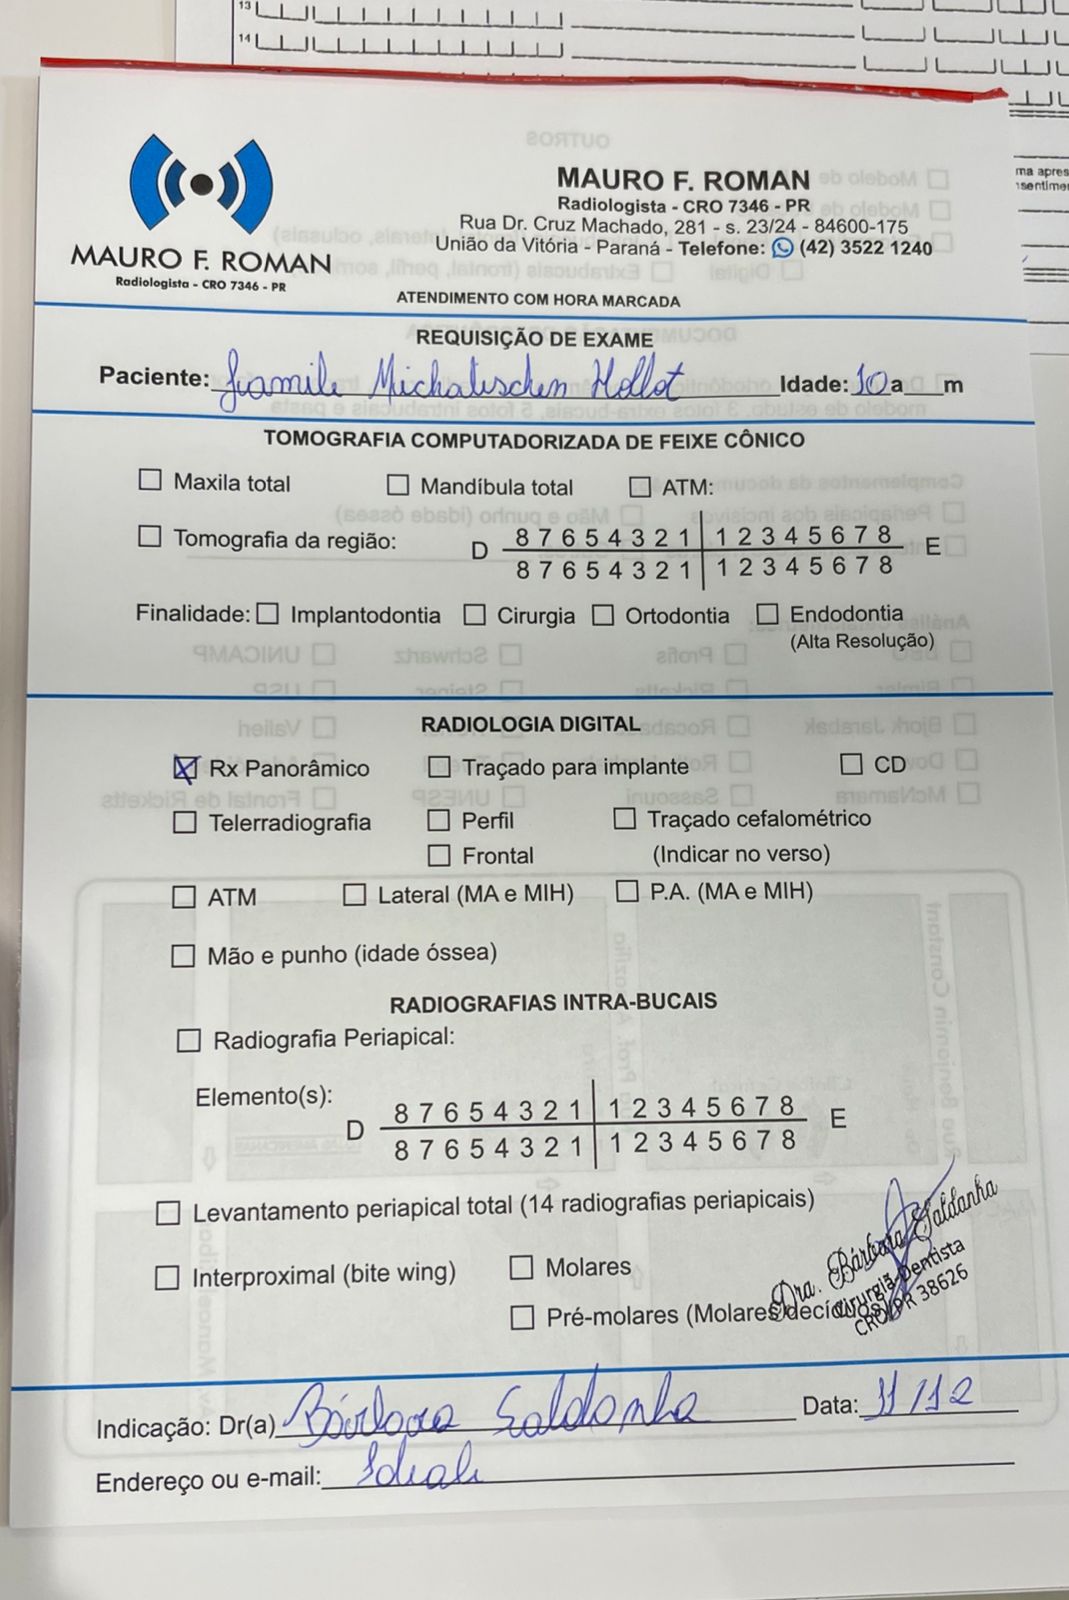 13
14
ma apres
MAURO F. ROMAN
Radiologista - CRO 7346 - PR
MAURO F. ROMAN
Radiologista - CRO 7346 - PR
Rua Dr. Cruz Machado, 281 - s. 23/24 - 84600-175
União da Vitória - Paraná - Telefone: (42) 3522 1240
ATENDIMENTO COM HORA MARCADA
REQUISIÇÃO DE EXAME
Paciente: Idade: 10 a m
TOMOGRAFIA COMPUTADORIZADA DE FEIXE CÔNICO
Maxila total Mandíbula total ATM:
Tomografia da região: D 8 7 6 5 4 3 2 1 1 2 3 4 5 6 7 8 E
8 7 6 5 4 3 2 1 1 2 3 4 5 6 7 8
Finalidade: Implantodontia Cirurgia Ortodontia Endodontia
(Alta Resolução)
RADIOLOGIA DIGITAL
Rx Panorâmico Traçado para implante CD
Telerradiografia Perfil Traçado cefalométrico
Frontal (Indicar no verso)
ATM Lateral (MA e MIH) P.A. (MA e MIH)
Mão e punho (idade óssea)
RADIOGRAFIAS INTRA-BUCAIS
Radiografia Periapical:
Elemento(s): D 8 7 6 5 4 3 2 1 1 2 3 4 5 6 7 8 E
8 7 6 5 4 3 2 1 1 2 3 4 5 6 7 8
Levantamento periapical total (14 radiografias periapicais)
Interproximal (bite wing) Molares
Pré-molares (Molares decíduos)
Dra. Bárbara Saldanha
Cirurgiã-Dentista
CRO/PR 38626
Indicação: Dr(a) Bárbara Saldanha Data: 11/12
Endereço ou e-mail: